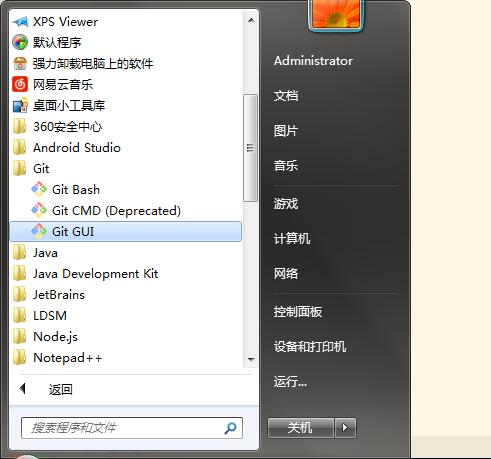 XPS Viewer
默认程序
强力卸载电脑上的软件
网易云音乐
桌面小工具库
360安全中心
Android Studio
Git
Git Bash
Git CMD (Deprecated)
Git GUI
Java
Java Development Kit
JetBrains
LDSM
Node.js
Notepad++
返回
搜索程序和文件
Administrator
文档
图片
音乐
游戏
计算机
网络
控制面板
设备和打印机
运行...
关机